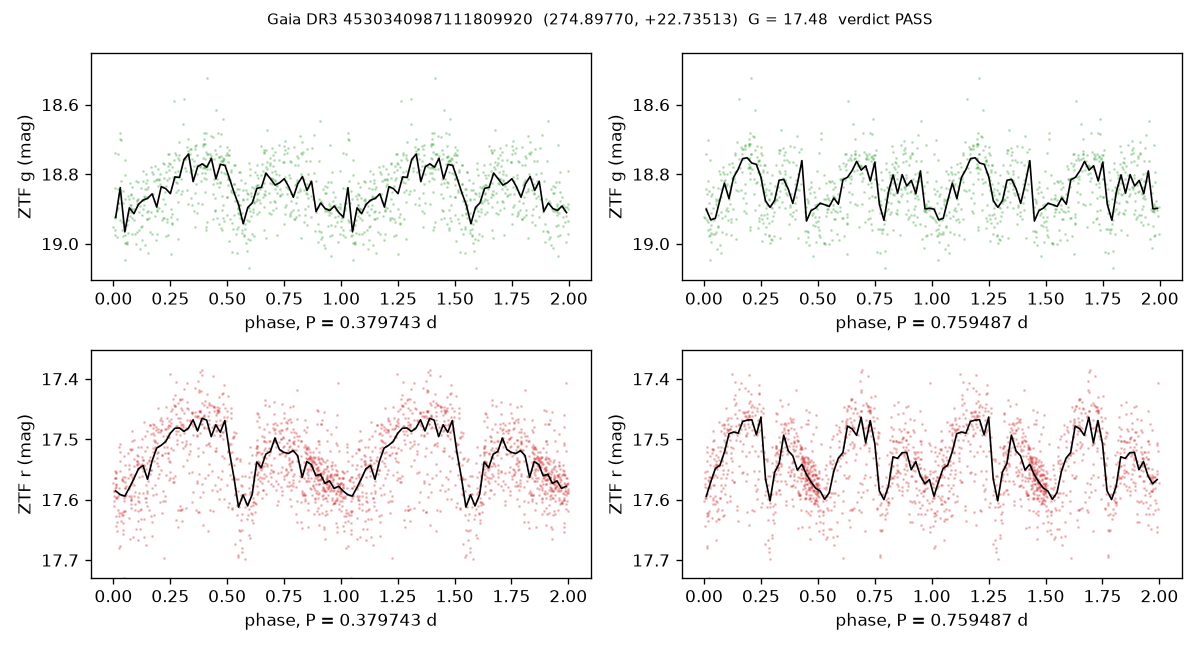 Gaia DR3 4530340987111809920  (274.89770, +22.73513)  G = 17.48  verdict PASS
ZTF g (mag)
18.6
18.8
19.0
0.00 0.25 0.50 0.75 1.00 1.25 1.50 1.75 2.00
phase, P = 0.379743 d
ZTF g (mag)
18.6
18.8
19.0
0.00 0.25 0.50 0.75 1.00 1.25 1.50 1.75 2.00
phase, P = 0.759487 d
ZTF r (mag)
17.4
17.5
17.6
17.7
0.00 0.25 0.50 0.75 1.00 1.25 1.50 1.75 2.00
phase, P = 0.379743 d
ZTF r (mag)
17.4
17.5
17.6
17.7
0.00 0.25 0.50 0.75 1.00 1.25 1.50 1.75 2.00
phase, P = 0.759487 d